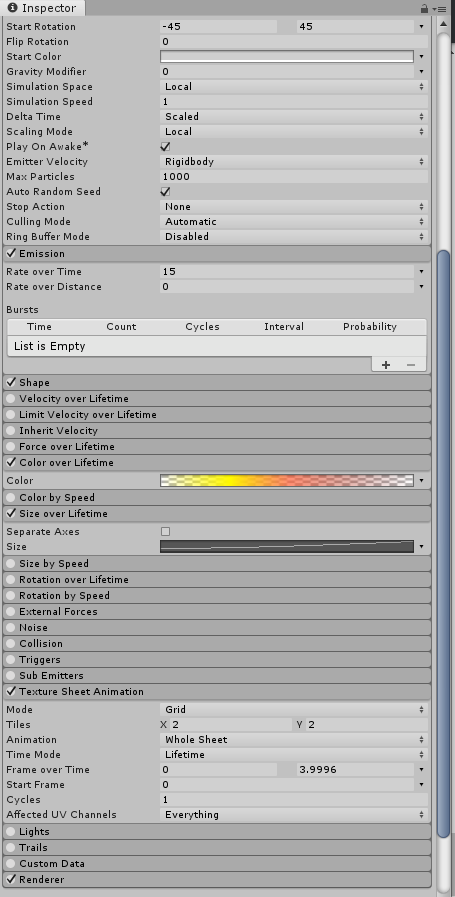 Inspector
Start Rotation -45 45
Flip Rotation 0
Start Color
Gravity Modifier 0
Simulation Space Local
Simulation Speed 1
Delta Time Scaled
Scaling Mode Local
Play On Awake*
Emitter Velocity Rigidbody
Max Particles 1000
Auto Random Seed
Stop Action None
Culling Mode Automatic
Ring Buffer Mode Disabled
Emission
Rate over Time 15
Rate over Distance 0
Bursts
Time Count Cycles Interval Probability
List is Empty
Shape
Velocity over Lifetime
Limit Velocity over Lifetime
Inherit Velocity
Force over Lifetime
Color over Lifetime
Color
Color by Speed
Size over Lifetime
Separate Axes
Size
Size by Speed
Rotation over Lifetime
Rotation by Speed
External Forces
Noise
Collision
Triggers
Sub Emitters
Texture Sheet Animation
Mode Grid
Tiles X 2 Y 2
Animation Whole Sheet
Time Mode Lifetime
Frame over Time 0 3.9996
Start Frame 0
Cycles 1
Affected UV Channels Everything
Lights
Trails
Custom Data
Renderer